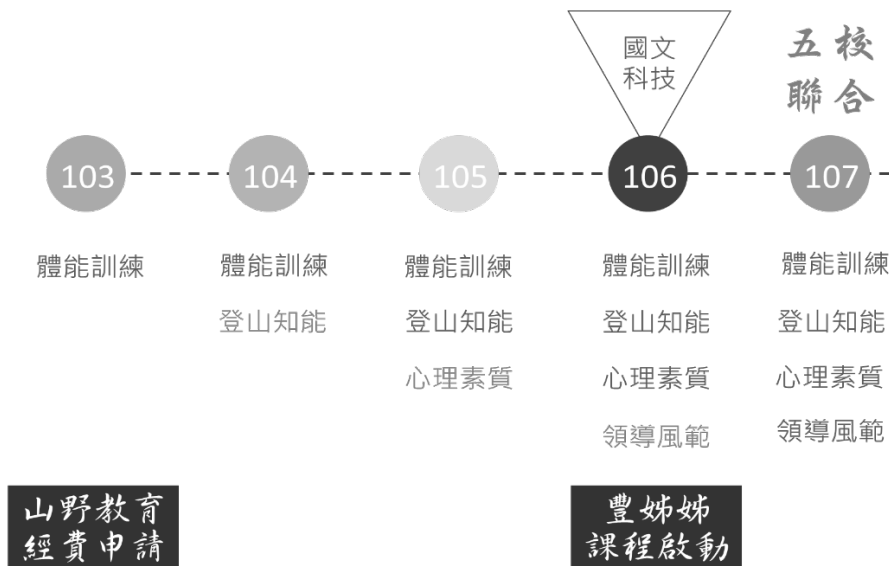 國文
科技
五校
聯合
103
104
105
106
107
體能訓練
體能訓練
體能訓練
體能訓練
體能訓練
登山知能
登山知能
登山知能
登山知能
心理素質
心理素質
心理素質
領導風範
領導風範
山野教育
經費申請
豐姊姊
課程啟動